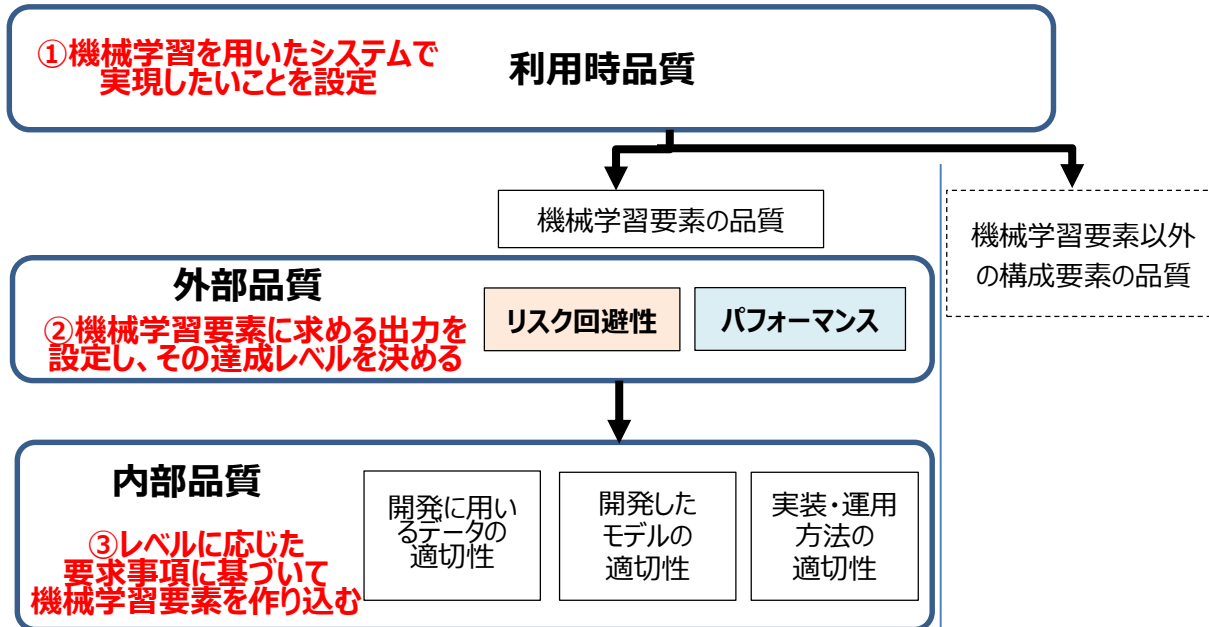 ①機械学習を用いたシステムで
実現したいことを設定
利用時品質
機械学習要素の品質
機械学習要素以外
の構成要素の品質
外部品質
②機械学習要素に求める出力を
設定し、その達成レベルを決める
リスク回避性
パフォーマンス
内部品質
③レベルに応じた
要求事項に基づいて
機械学習要素を作り込む
開発に用い
るデータの
適切性
開発した
モデルの
適切性
実装・運用
方法の
適切性